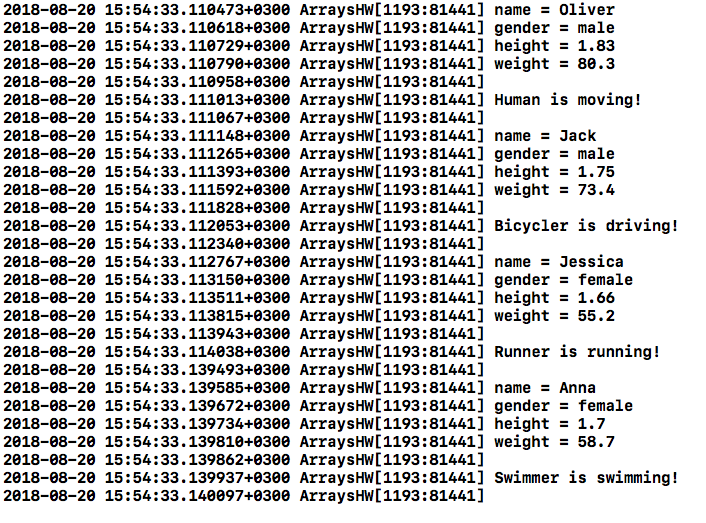 2018-08-20 15:54:33.110473+0300 ArraysHW[1193:81441] name = Oliver
2018-08-20 15:54:33.110618+0300 ArraysHW[1193:81441] gender = male
2018-08-20 15:54:33.110729+0300 ArraysHW[1193:81441] height = 1.83
2018-08-20 15:54:33.110790+0300 ArraysHW[1193:81441] weight = 80.3
2018-08-20 15:54:33.110958+0300 ArraysHW[1193:81441]
2018-08-20 15:54:33.111013+0300 ArraysHW[1193:81441] Human is moving!
2018-08-20 15:54:33.111067+0300 ArraysHW[1193:81441]
2018-08-20 15:54:33.111148+0300 ArraysHW[1193:81441] name = Jack
2018-08-20 15:54:33.111265+0300 ArraysHW[1193:81441] gender = male
2018-08-20 15:54:33.111393+0300 ArraysHW[1193:81441] height = 1.75
2018-08-20 15:54:33.111592+0300 ArraysHW[1193:81441] weight = 73.4
2018-08-20 15:54:33.111828+0300 ArraysHW[1193:81441]
2018-08-20 15:54:33.112053+0300 ArraysHW[1193:81441] Bicycler is driving!
2018-08-20 15:54:33.112340+0300 ArraysHW[1193:81441]
2018-08-20 15:54:33.112767+0300 ArraysHW[1193:81441] name = Jessica
2018-08-20 15:54:33.113150+0300 ArraysHW[1193:81441] gender = female
2018-08-20 15:54:33.113511+0300 ArraysHW[1193:81441] height = 1.66
2018-08-20 15:54:33.113815+0300 ArraysHW[1193:81441] weight = 55.2
2018-08-20 15:54:33.113943+0300 ArraysHW[1193:81441]
2018-08-20 15:54:33.114038+0300 ArraysHW[1193:81441] Runner is running!
2018-08-20 15:54:33.139493+0300 ArraysHW[1193:81441]
2018-08-20 15:54:33.139585+0300 ArraysHW[1193:81441] name = Anna
2018-08-20 15:54:33.139672+0300 ArraysHW[1193:81441] gender = female
2018-08-20 15:54:33.139734+0300 ArraysHW[1193:81441] height = 1.7
2018-08-20 15:54:33.139810+0300 ArraysHW[1193:81441] weight = 58.7
2018-08-20 15:54:33.139862+0300 ArraysHW[1193:81441]
2018-08-20 15:54:33.139937+0300 ArraysHW[1193:81441] Swimmer is swimming!
2018-08-20 15:54:33.140097+0300 ArraysHW[1193:81441]